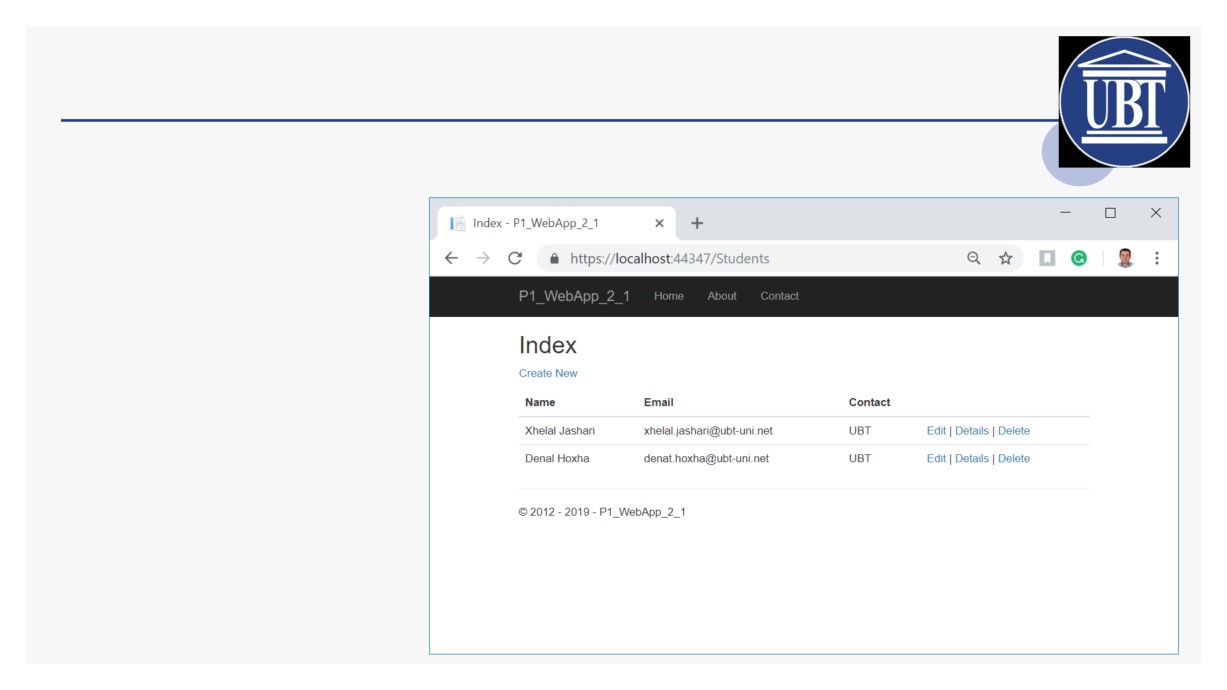 UBT
Index - P1_WebApp_2_1
https://localhost:44347/Students
P1_WebApp_2_1 Home About Contact
Index
Create New
Name Email Contact
Xhelal Jashari xhelal.jashari@ubt-uni.net UBT Edit | Details | Delete
Denal Hoxha denat.hoxha@ubt-uni.net UBT Edit | Details | Delete
© 2012 - 2019 - P1_WebApp_2_1